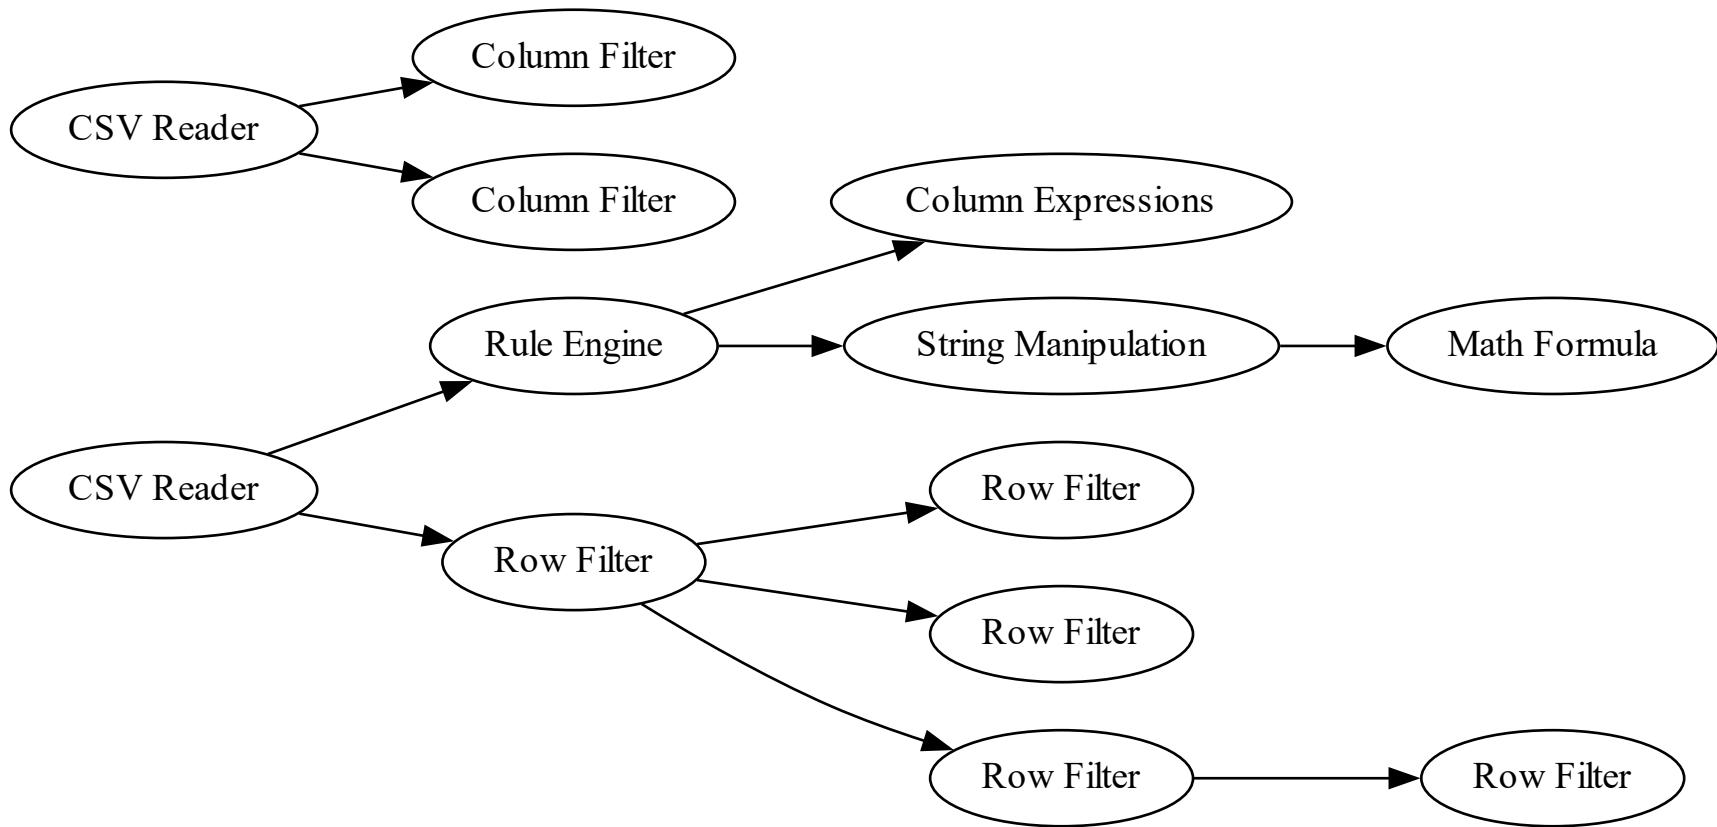 Column Filter
CSV Reader
Column Filter
Column Expressions
Rule Engine
String Manipulation
Math Formula
CSV Reader
Row Filter
Row Filter
Row Filter
Row Filter
Row Filter